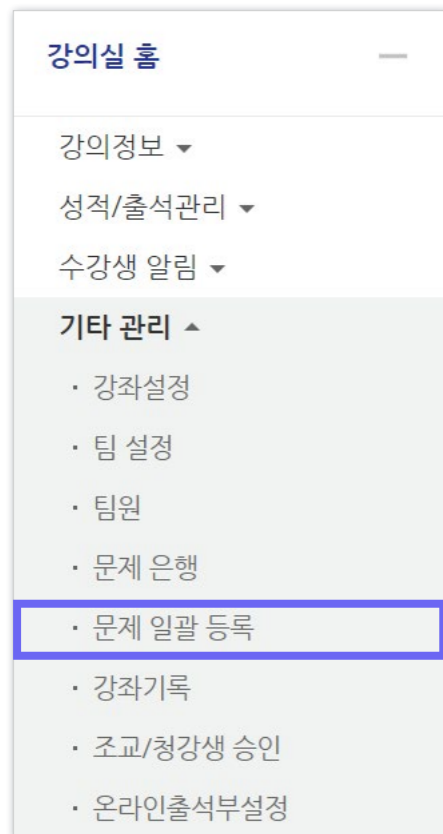 강의실 홈
강의정보
성적/출석관리
수강생 알림
기타 관리
· 강좌설정
· 팀 설정
· 팀원
· 문제 은행
· 문제 일괄 등록
· 강좌기록
· 조교/청강생 승인
· 온라인출석부설정